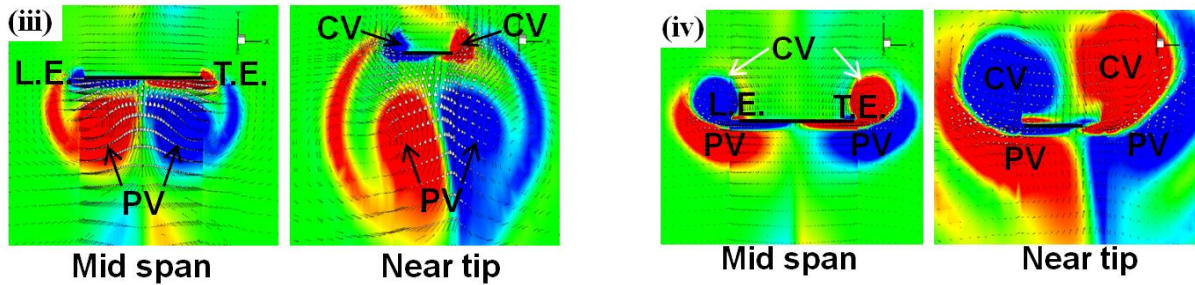 (iii)
L.E. T.E.
PV
Mid span
CV CV
PV
Near tip
(iv)
CV
L.E. T.E.
PV PV
Mid span
CV CV
PV PV
Near tip